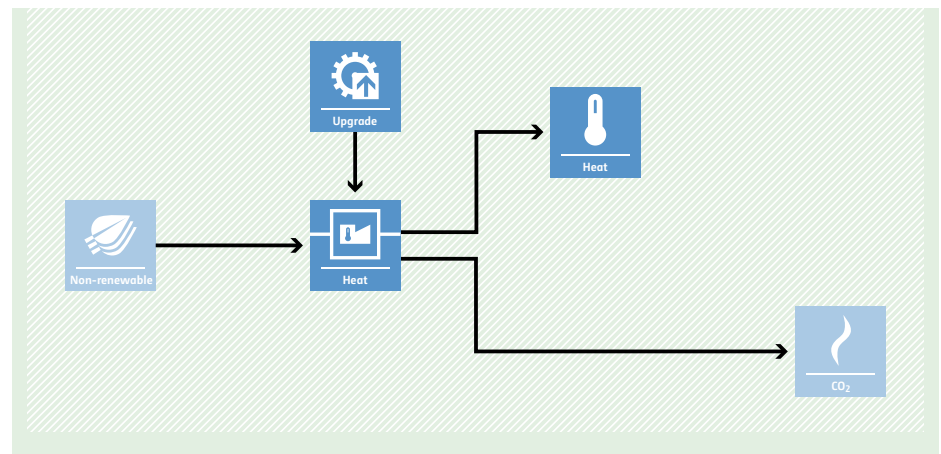 Upgrade
Heat
Non-renewable
Heat
CO₂